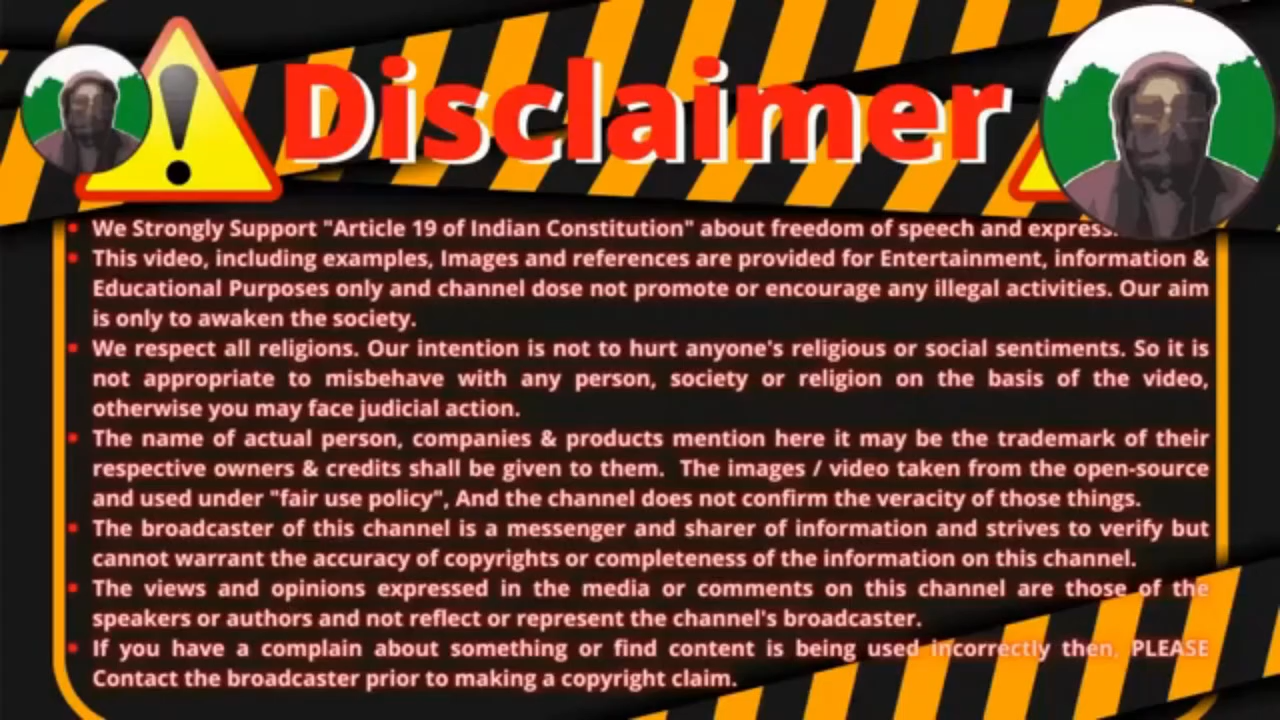 Disclaimer
• We Strongly Support "Article 19 of Indian Constitution" about freedom of speech and express.
• This video, including examples, Images and references are provided for Entertainment, information &
Educational Purposes only and channel dose not promote or encourage any illegal activities. Our aim
is only to awaken the society.
• We respect all religions. Our intention is not to hurt anyone's religious or social sentiments. So it is
not appropriate to misbehave with any person, society or religion on the basis of the video,
otherwise you may face judicial action.
• The name of actual person, companies & products mention here it may be the trademark of their
respective owners & credits shall be given to them. The images / video taken from the open-source
and used under "fair use policy", And the channel does not confirm the veracity of those things.
• The broadcaster of this channel is a messenger and sharer of information and strives to verify but
cannot warrant the accuracy of copyrights or completeness of the information on this channel.
• The views and opinions expressed in the media or comments on this channel are those of the
speakers or authors and not reflect or represent the channel's broadcaster.
• If you have a complain about something or find content is being used incorrectly then, PLEASE
Contact the broadcaster prior to making a copyright claim.